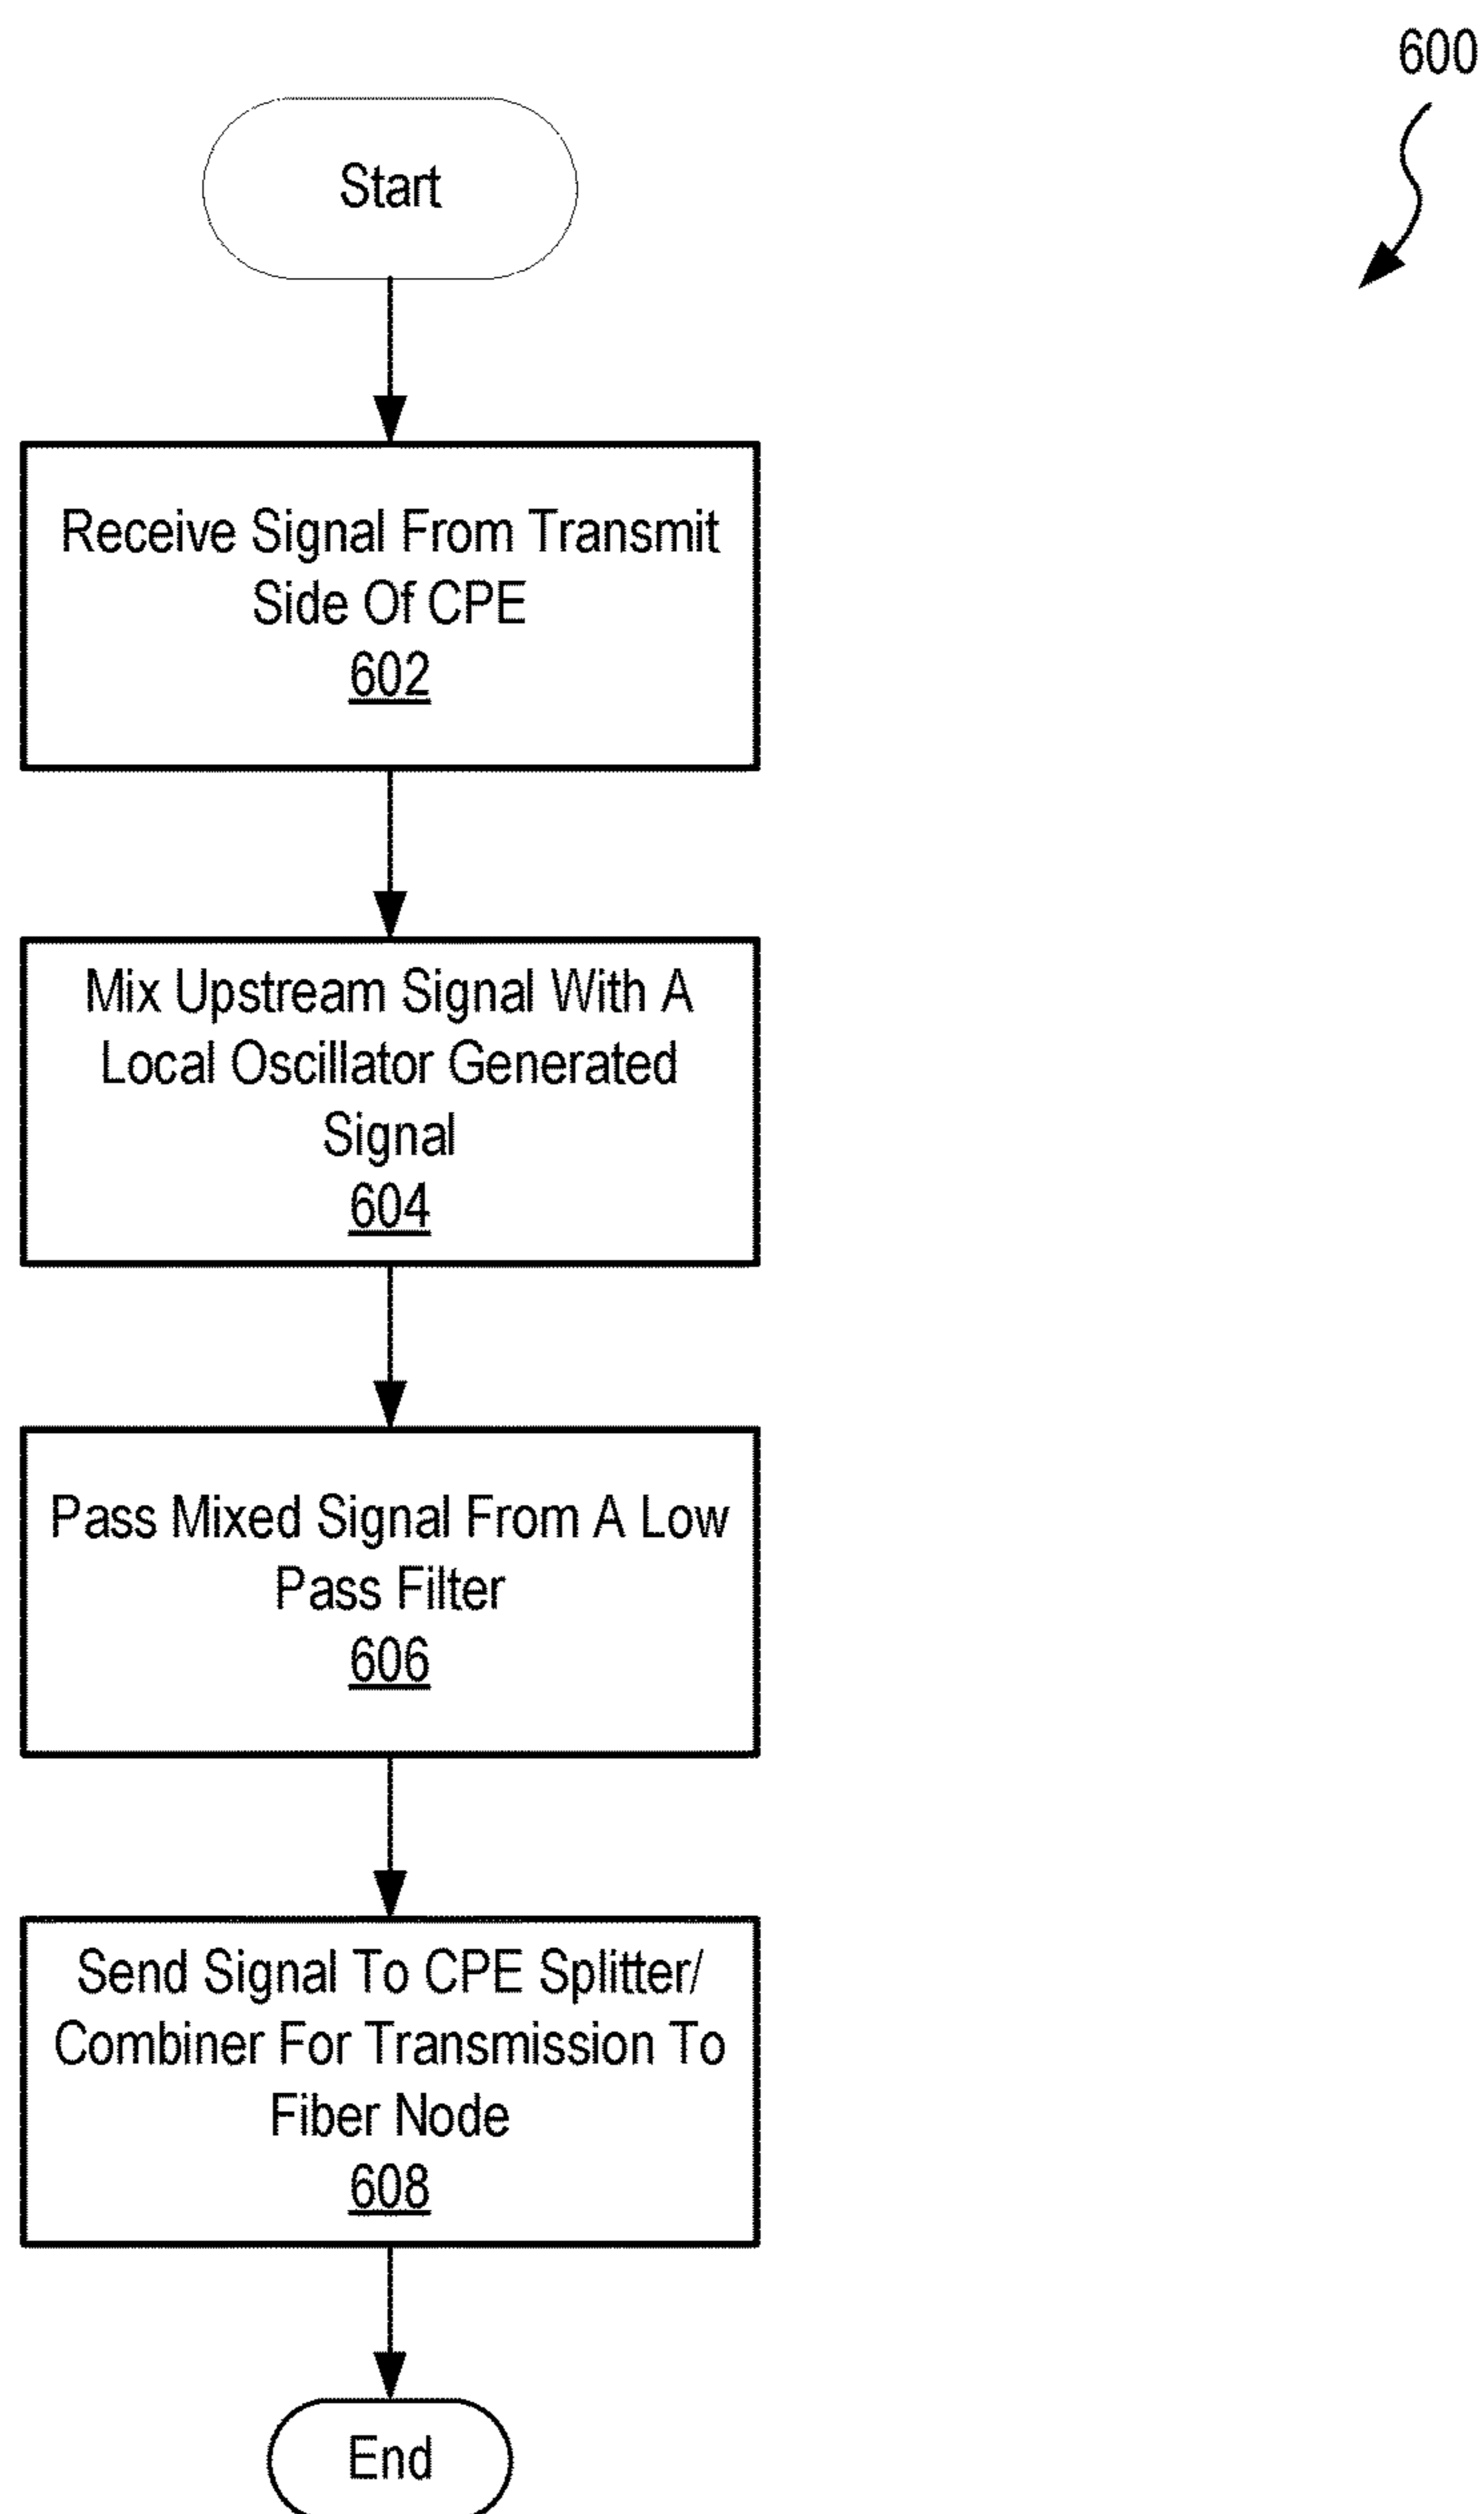 600
Start
Receive Signal From Transmit
Side Of CPE
602
Mix Upstream Signal With A
Local Oscillator Generated
Signal
604
Pass Mixed Signal From A Low
Pass Filter
606
Send Signal To CPE Splitter/
Combiner For Transmission To
Fiber Node
608
End